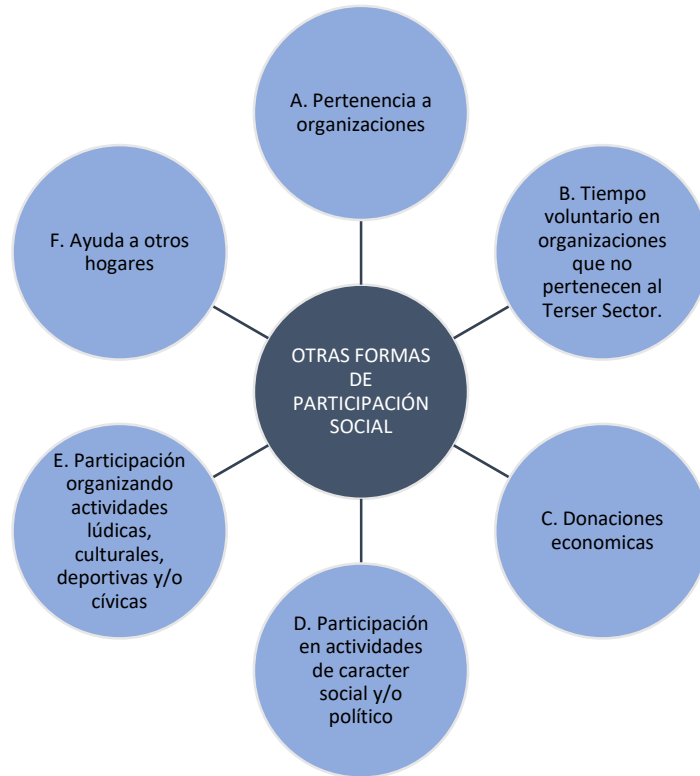 A. Pertenencia a
organizaciones
B. Tiempo
voluntario en
organizaciones
que no
pertenecen al
Terser Sector.
C. Donaciones
economicas
D. Participación
en actividades
de caracter
social y/o
político
E. Participación
organizando
actividades
lúdicas,
culturales,
deportivas y/o
cívicas
F. Ayuda a otros
hogares
OTRAS FORMAS
DE
PARTICIPACIÓN
SOCIAL